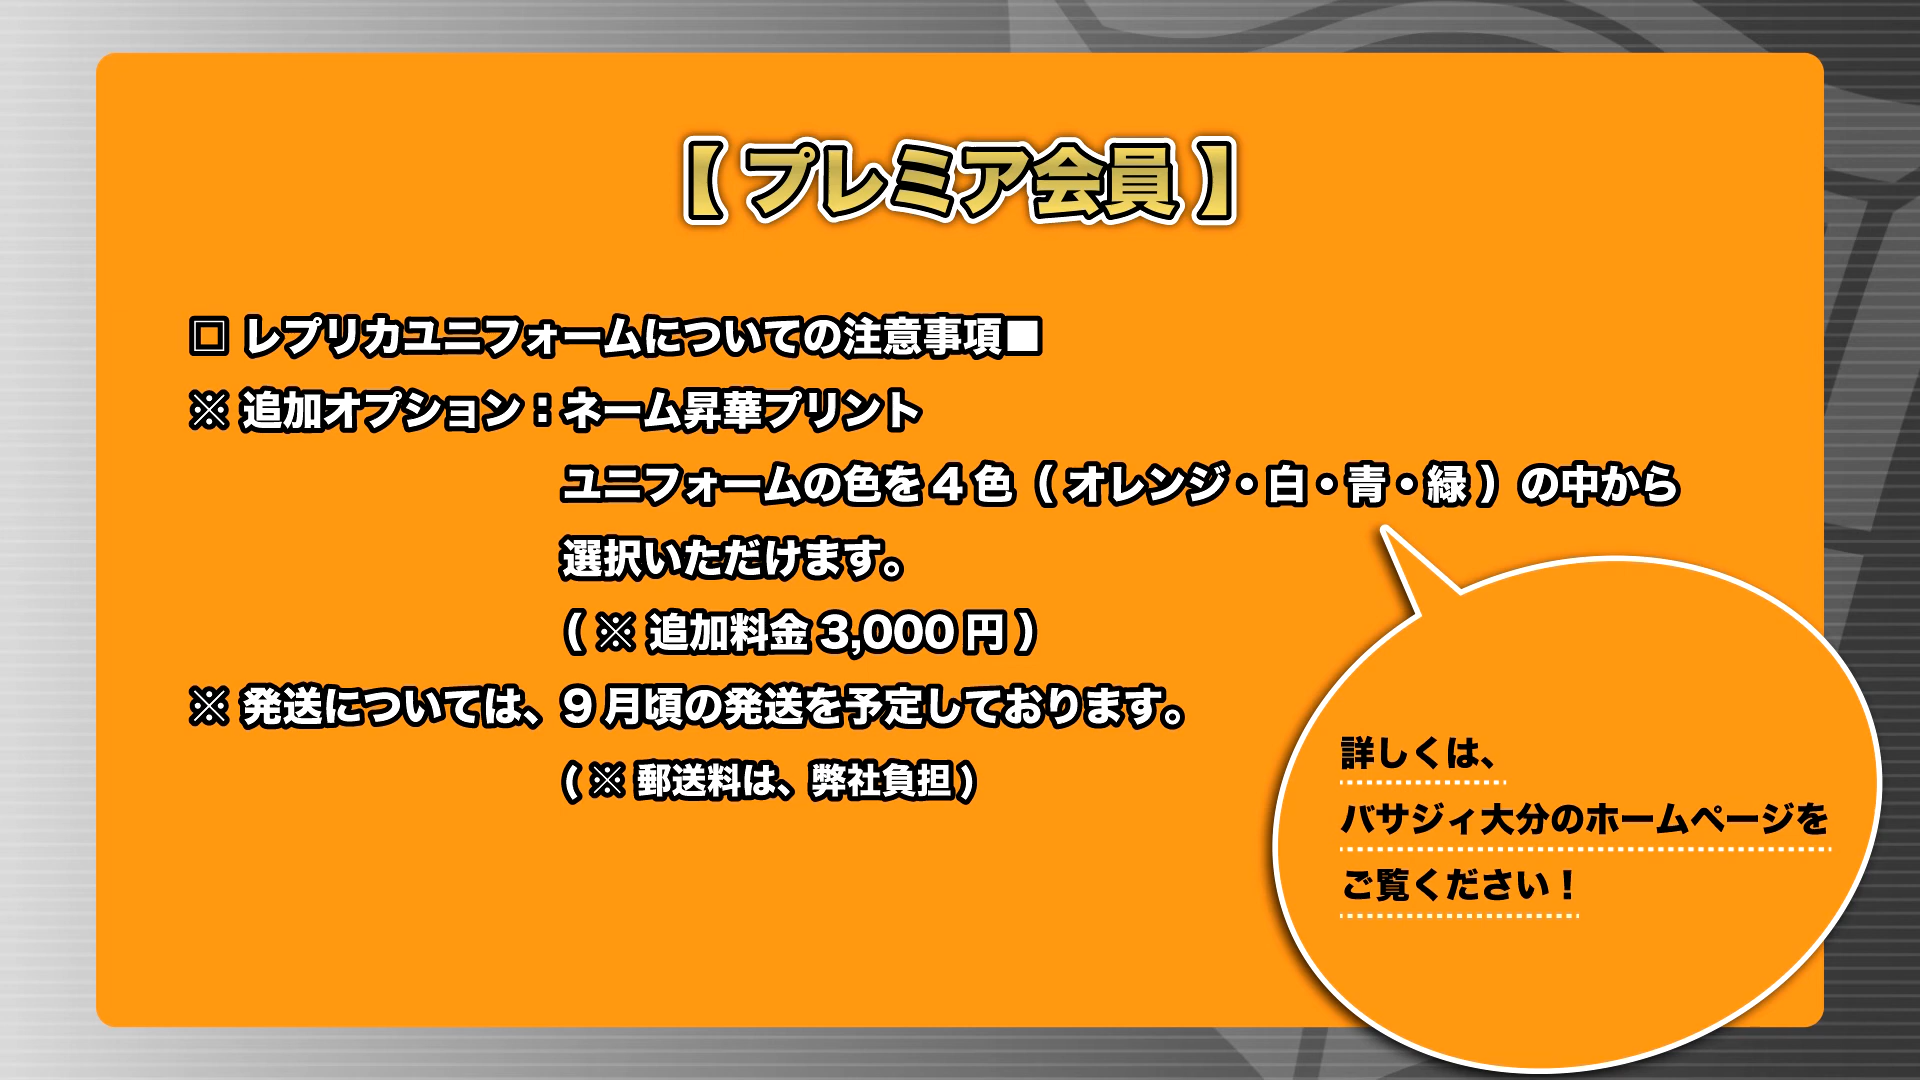 【 プレミア会員 】
□ レプリカユニフォームについての注意事項■
※ 追加オプション：ネーム昇華プリント
ユニフォームの色を 4 色（ オレンジ・白・青・緑 ）の中から
選択いただけます。
（ ※ 追加料金 3,000 円 ）
※ 発送については、9 月頃の発送を予定しております。
( ※ 郵送料は、弊社負担 )
詳しくは、
バサジィ大分のホームページを
ご覧ください！